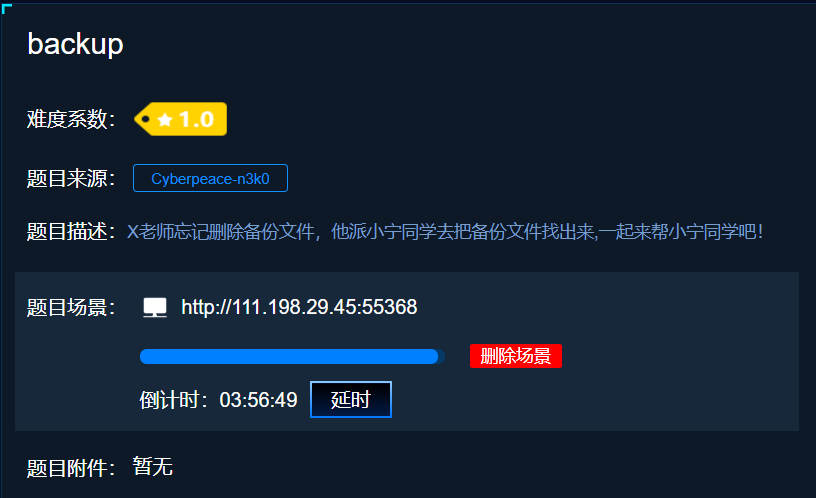 backup
难度系数： 1.0
题目来源： Cyberpeace-n3k0
题目描述：X老师忘记删除备份文件，他派小宁同学去把备份文件找出来,一起来帮小宁同学吧！
题目场景： http://111.198.29.45:55368
删除场景
倒计时：03:56:49 延时
题目附件： 暂无